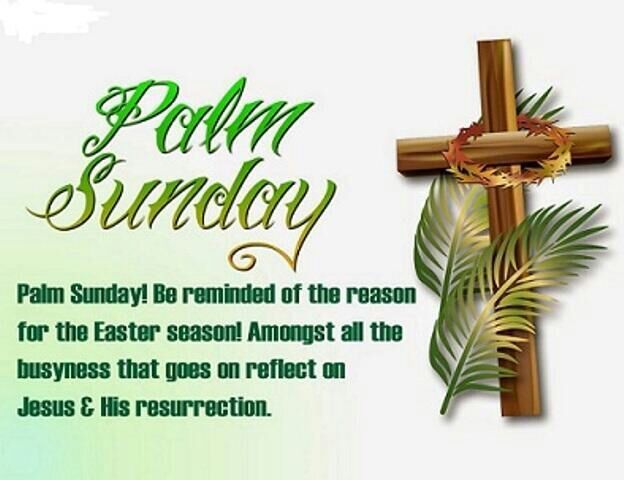 Palm
Sunday
Palm Sunday! Be reminded of the reason
for the Easter season! Amongst all the
busyness that goes on reflect on
Jesus & His resurrection.